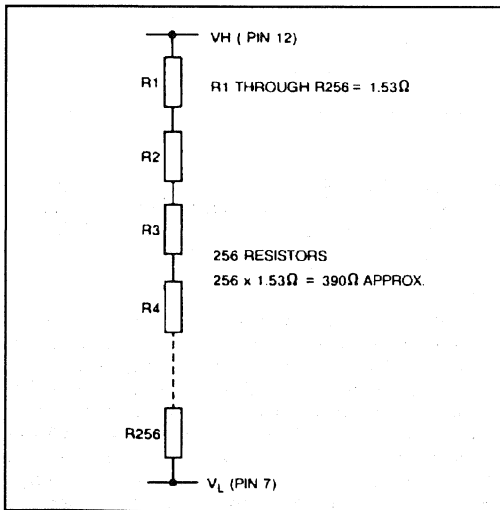 VH ( PIN 12)
R1
R1 THROUGH R256 = 1.53Ω
R2
R3
256 RESISTORS
256 x 1.53Ω = 390Ω APPROX.
R4
R256
VL (PIN 7)